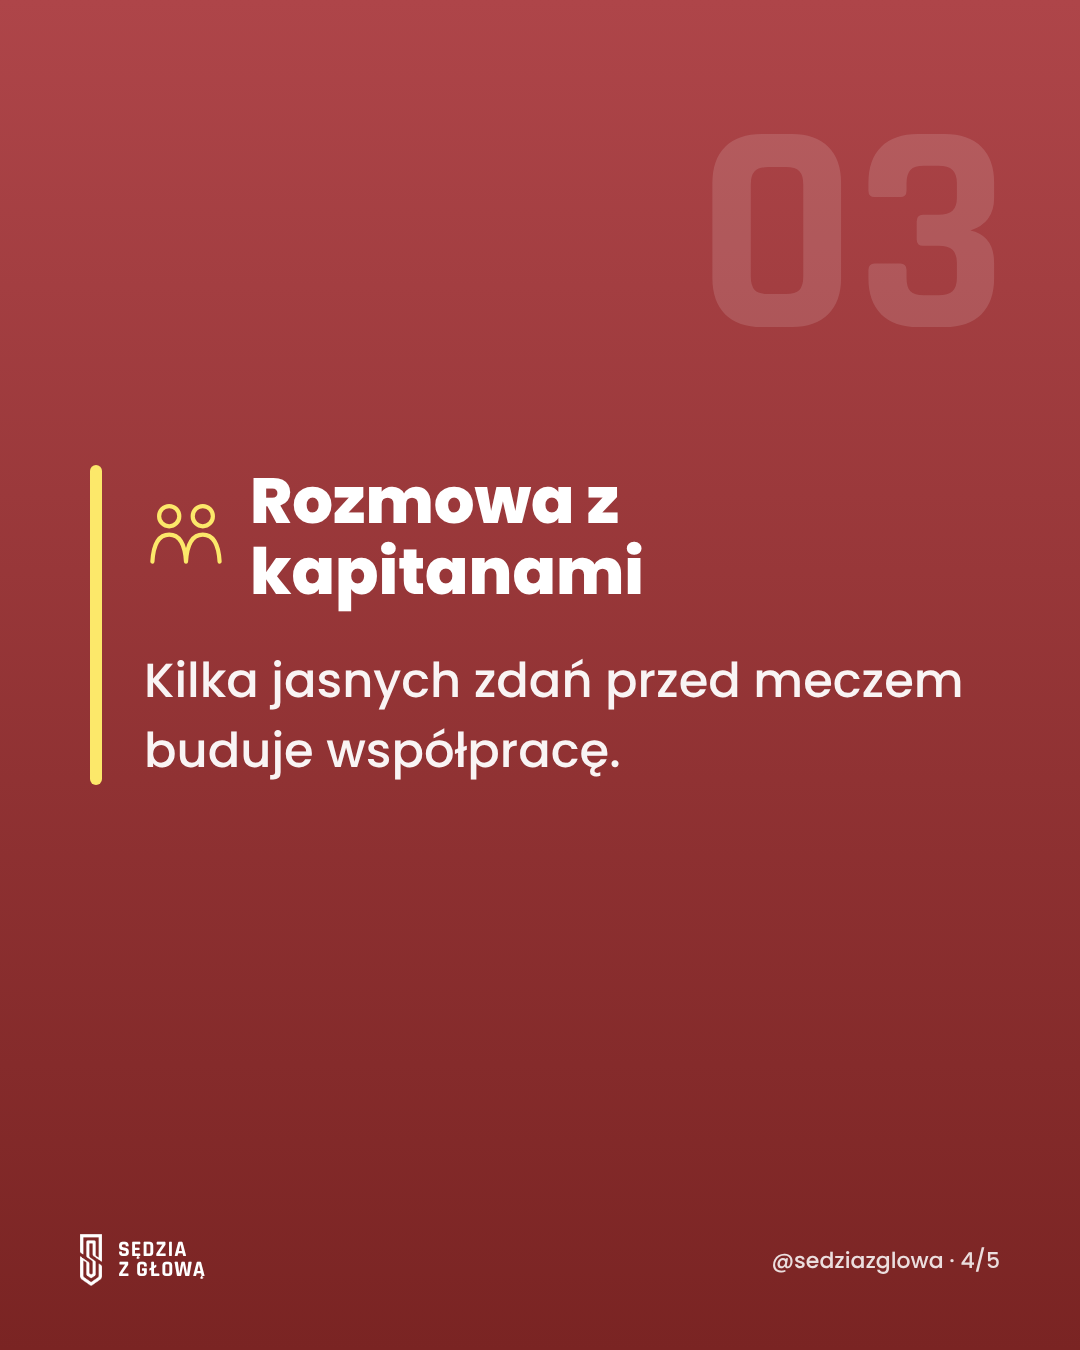 03
Rozmowa z
kapitanami
Kilka jasnych zdań przed meczem
buduje współpracę.
SĘDZIA
Z GŁOWĄ
@sedziazglowa · 4/5